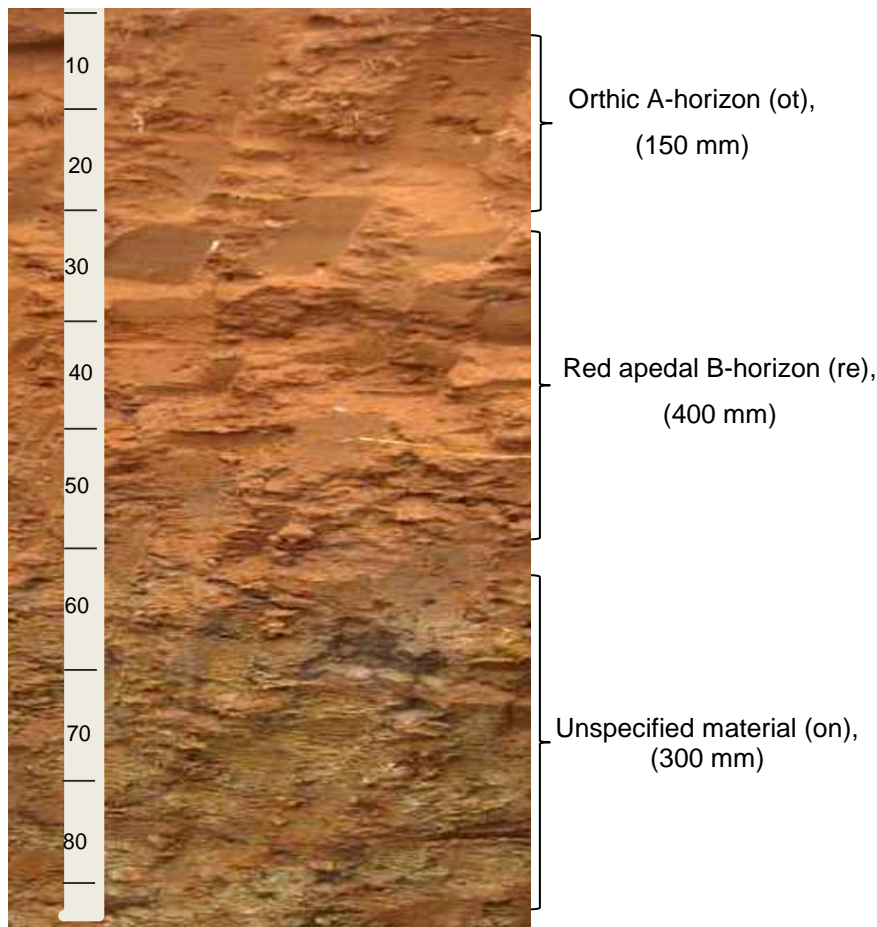 10
20
30
40
50
60
70
80
Orthic A-horizon (ot),
(150 mm)
Red apedal B-horizon (re),
(400 mm)
Unspecified material (on),
(300 mm)